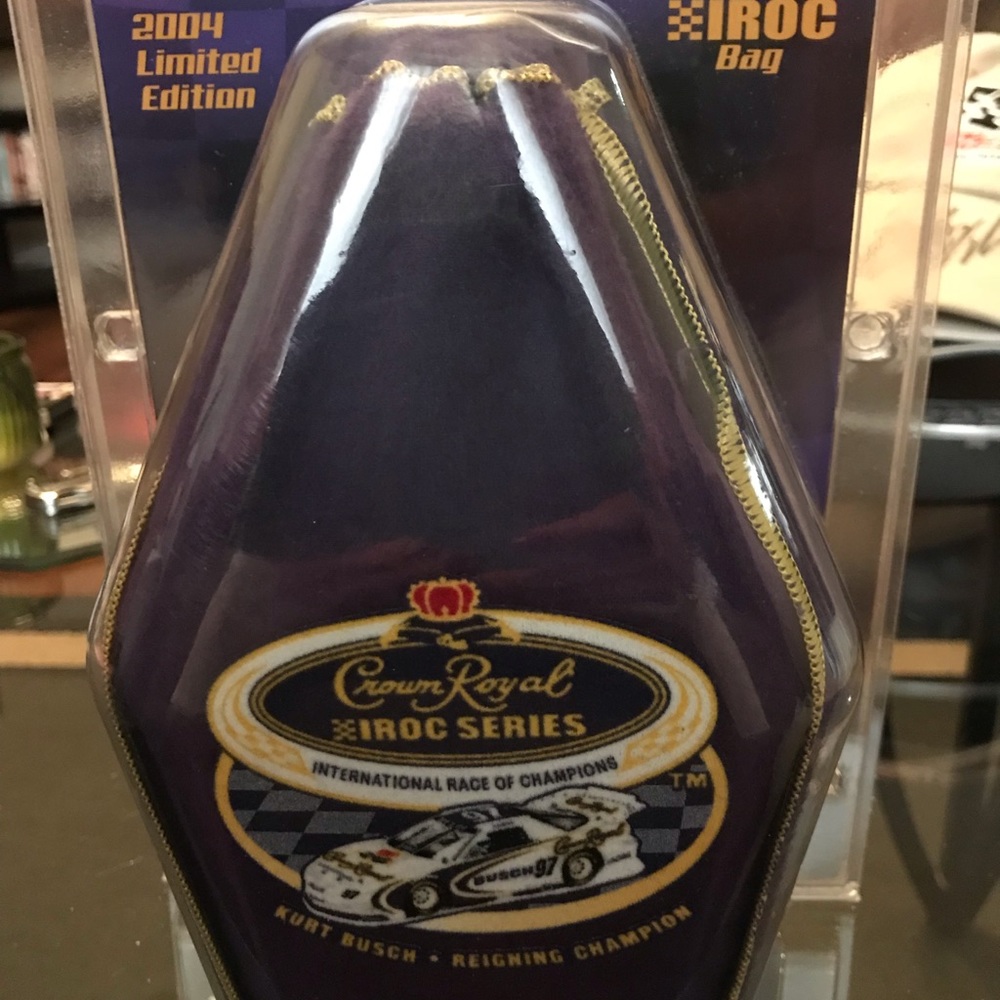 2004
Limited
Edition
IROC
Bag
Crown Royal
IROC SERIES
INTERNATIONAL RACE OF CHAMPIONS
TM
BUSCH 97
KURT BUSCH • REIGNING CHAMPION